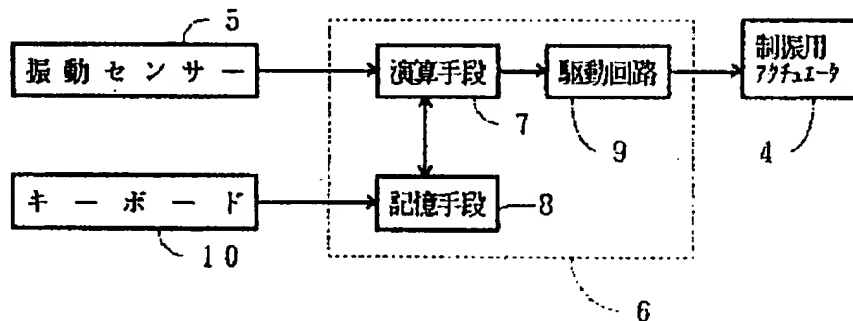 5
振動センサー
演算手段
7
駆動回路
9
制振用
アクチュエータ
4
キーボード
10
記憶手段
8
6